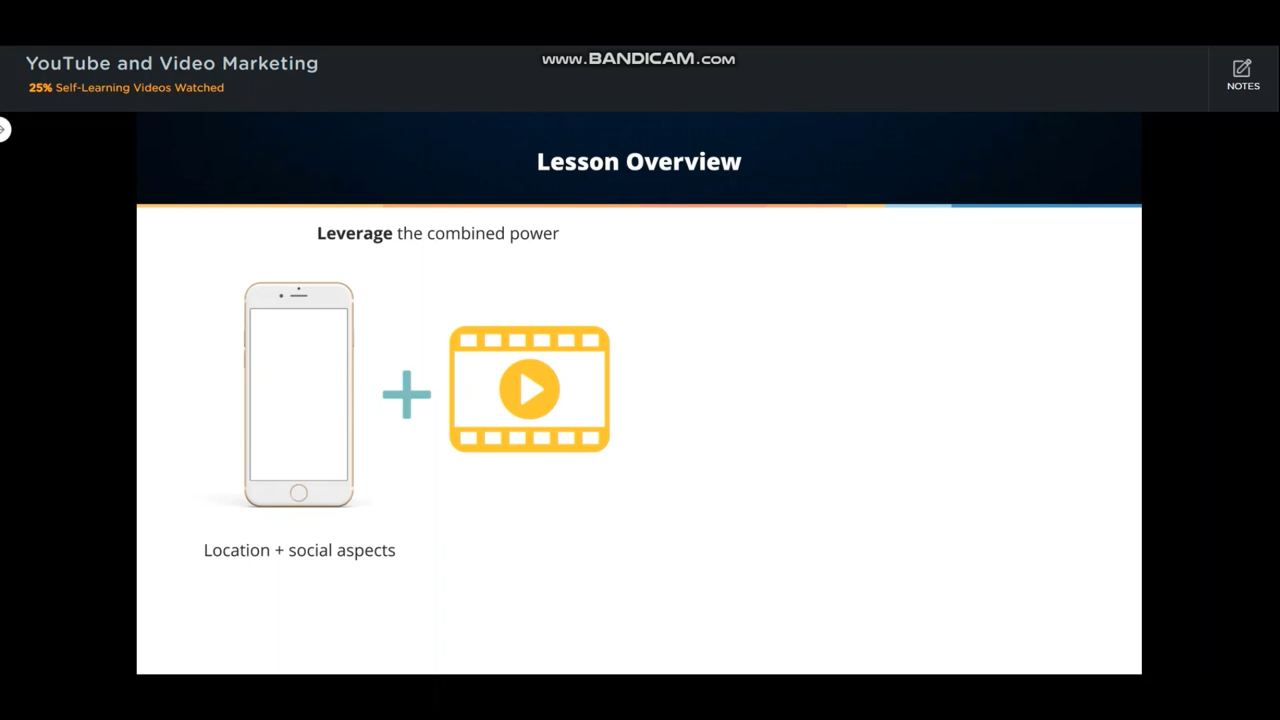 www.BANDICAM.com
YouTube and Video Marketing
25% Self-Learning Videos Watched
NOTES
Lesson Overview
Leverage the combined power
Location + social aspects